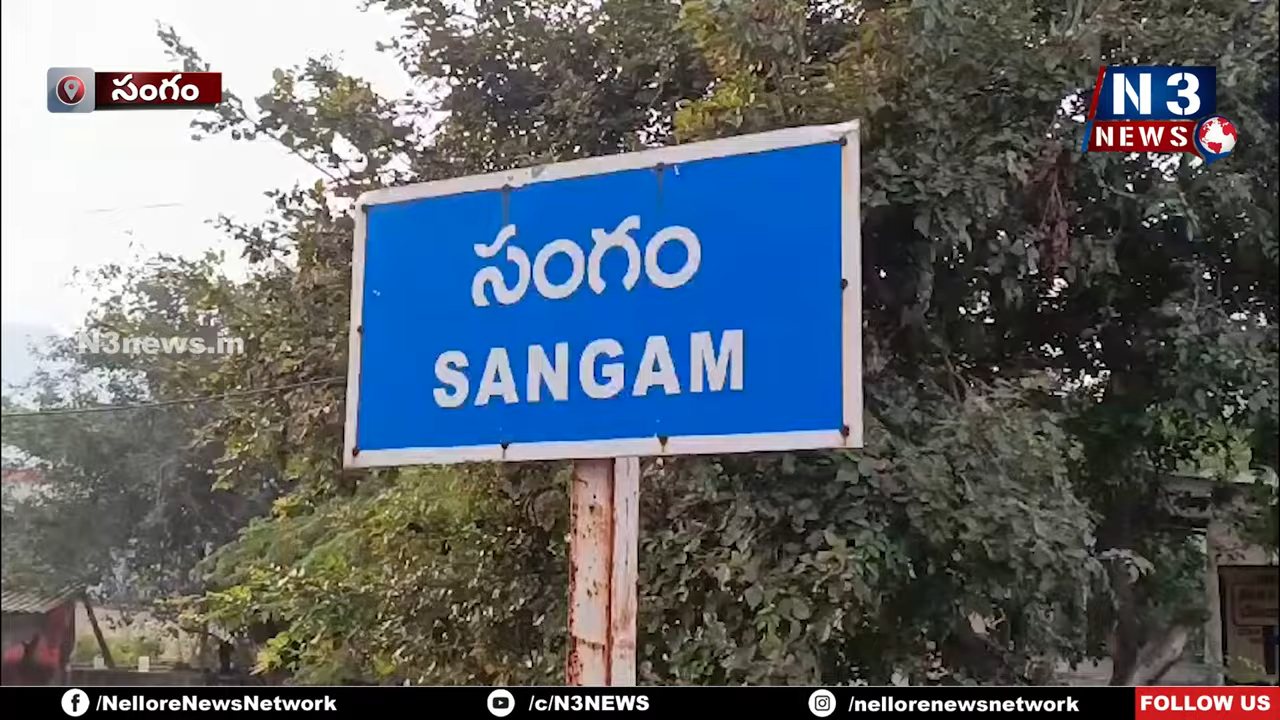 సంగం
N3
NEWS
సంగం
SANGAM
N3news.in
/NelloreNewsNetwork
/c/N3NEWS
/nellorenewsnetwork
FOLLOW US